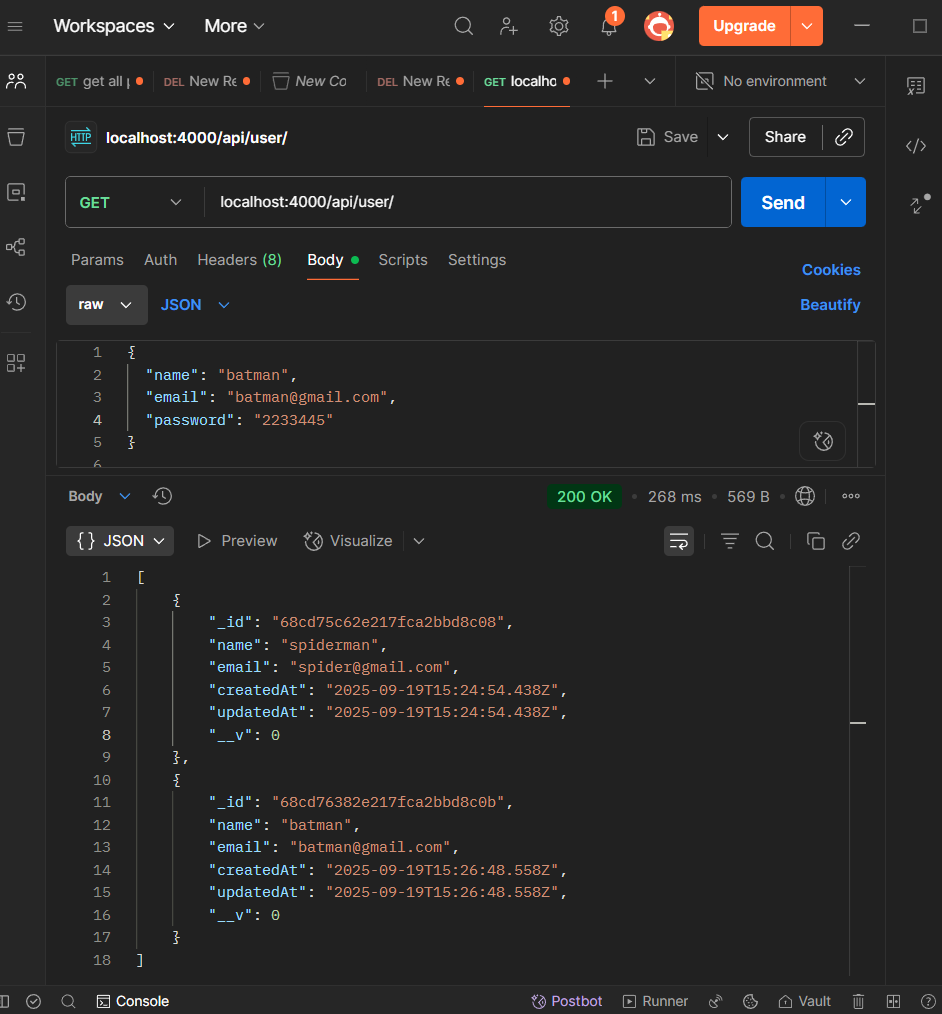 Workspaces More 1 Upgrade
GET get all DEL New Re New Co DEL New Re GET localho No environment
HTTP localhost:4000/api/user/ Save Share
GET localhost:4000/api/user/ Send
Params Auth Headers (8) Body Scripts Settings
Cookies
raw JSON Beautify
1 {
2 "name": "batman",
3 "email": "batman@gmail.com",
4 "password": "2233445"
5 }
6
Body 200 OK 268 ms 569 B
{} JSON Preview Visualize
1 [
2 {
3 "_id": "68cd75c62e217fca2bbd8c08",
4 "name": "spiderman",
5 "email": "spider@gmail.com",
6 "createdAt": "2025-09-19T15:24:54.438Z",
7 "updatedAt": "2025-09-19T15:24:54.438Z",
8 "__v": 0
9 },
10 {
11 "_id": "68cd76382e217fca2bbd8c0b",
12 "name": "batman",
13 "email": "batman@gmail.com",
14 "createdAt": "2025-09-19T15:26:48.558Z",
15 "updatedAt": "2025-09-19T15:26:48.558Z",
16 "__v": 0
17 }
18 ]
Console Postbot Runner Vault